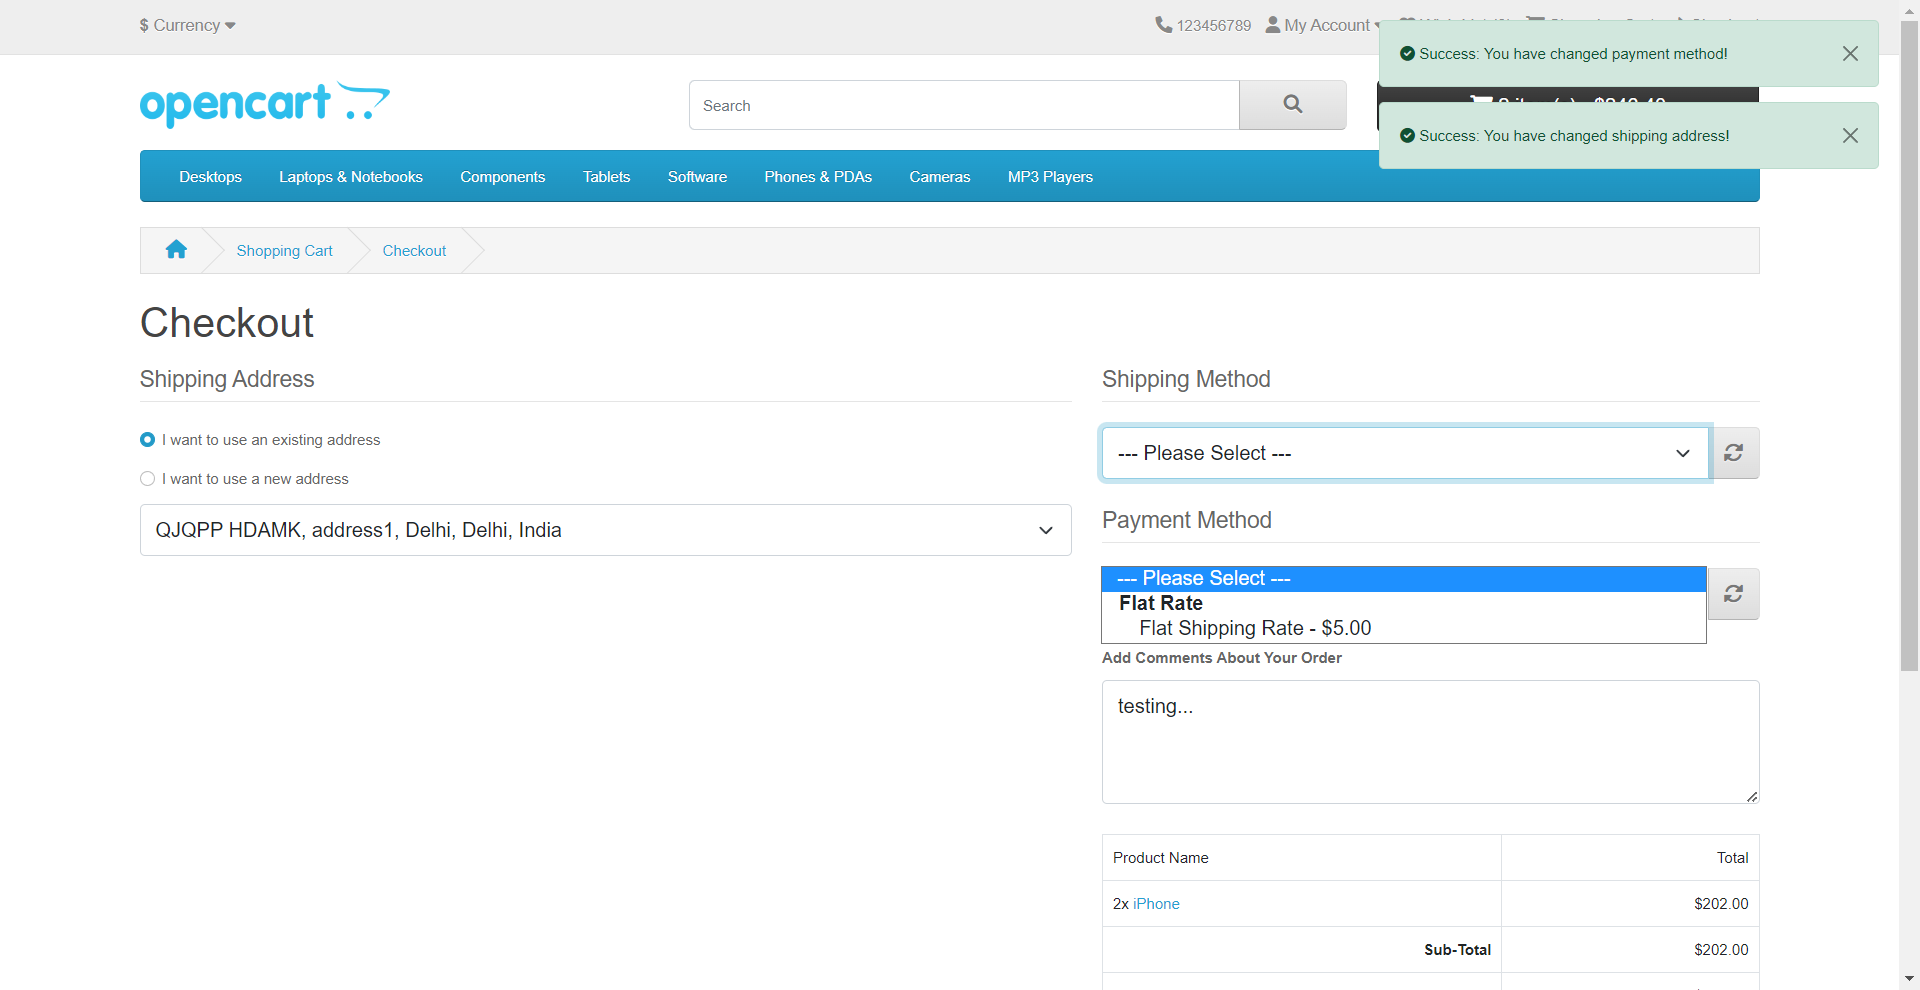 $ Currency
123456789
My Account
Success: You have changed payment method!
opencart
Search
Success: You have changed shipping address!
Desktops
Laptops & Notebooks
Components
Tablets
Software
Phones & PDAs
Cameras
MP3 Players
Shopping Cart
Checkout
Checkout
Shipping Address
I want to use an existing address
I want to use a new address
QJQPP HDAMK, address1, Delhi, Delhi, India
Shipping Method
--- Please Select ---
Payment Method
--- Please Select ---
Flat Rate
Flat Shipping Rate - $5.00
Add Comments About Your Order
testing...
Product Name Total
2x iPhone $202.00
Sub-Total $202.00